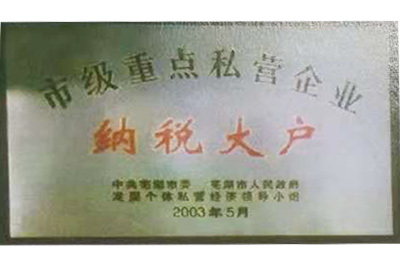 市级重点私营企业
纳税大户
中共芜湖市委 芜湖市人民政府
发展个体私营经济领导小组
2003年5月